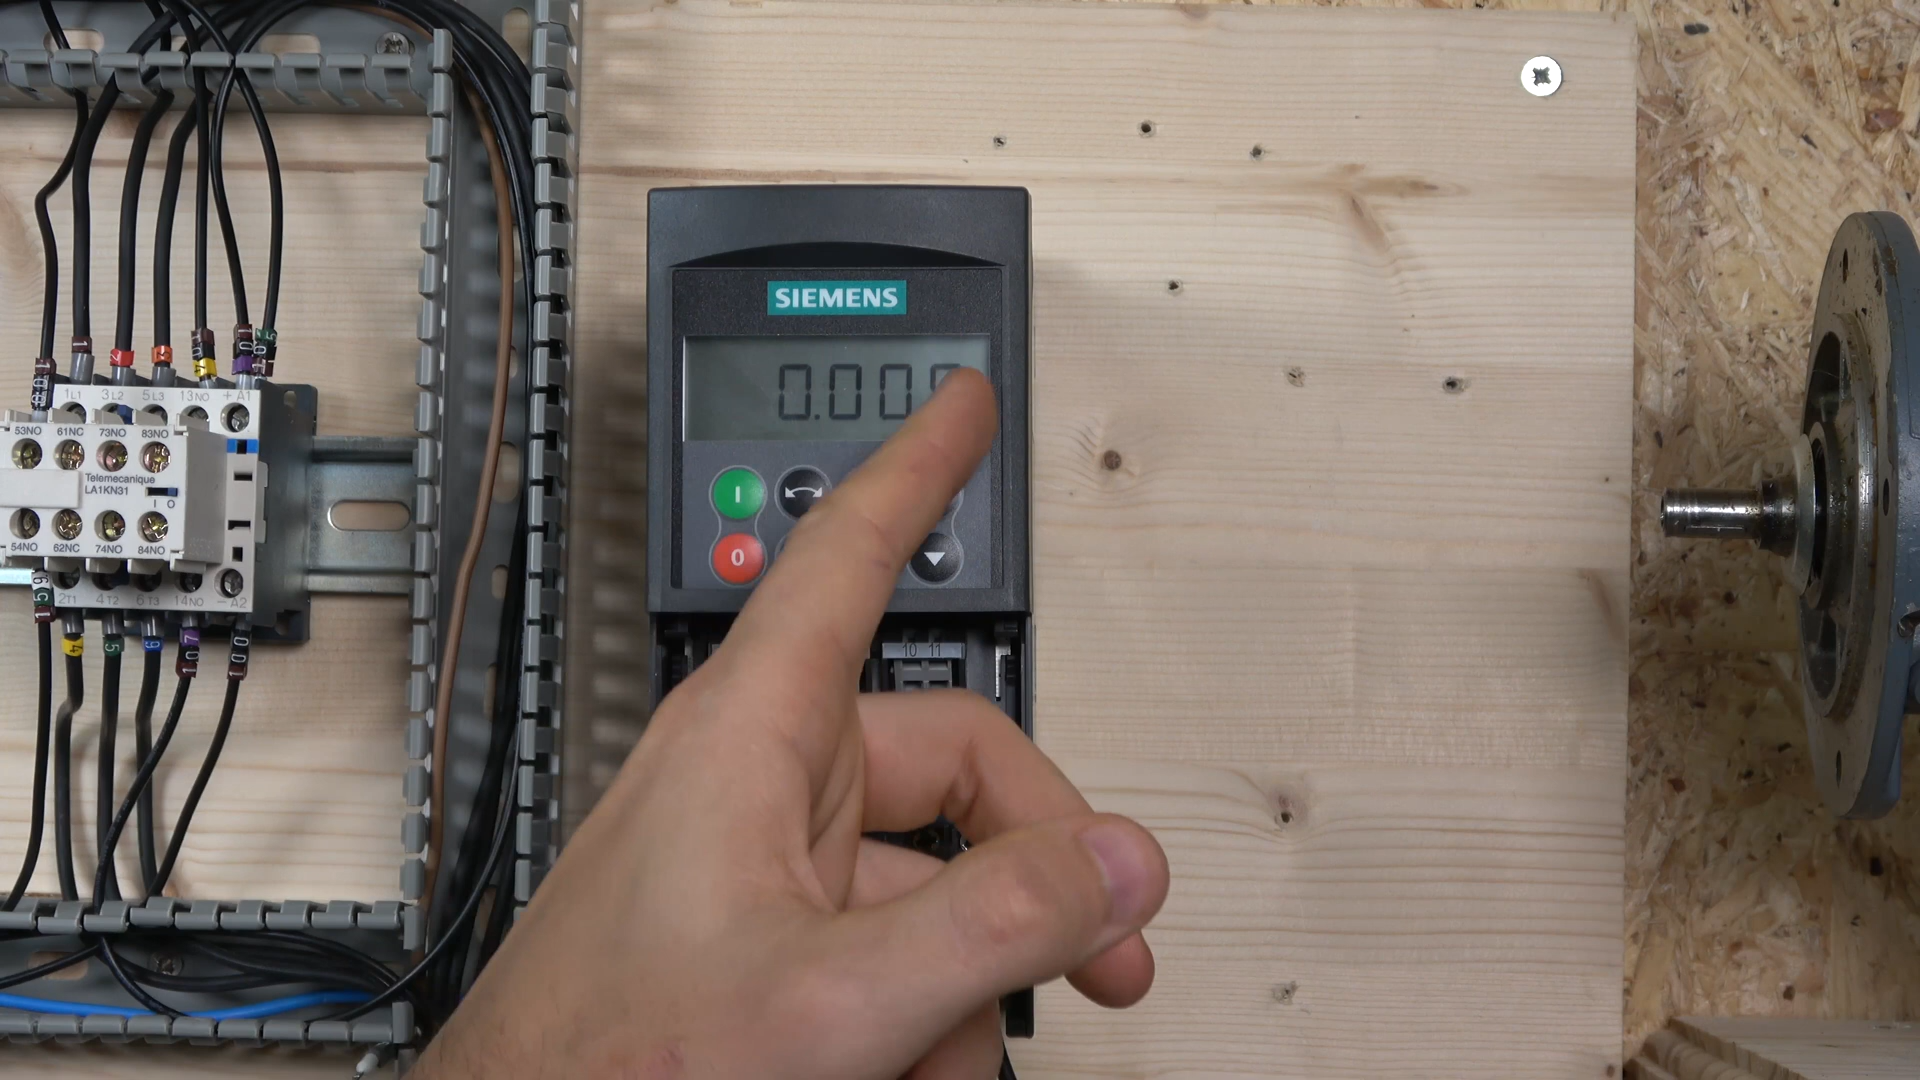 SIEMENS
0.00
I
0
10 11
1L1 3L2 5L3 13NO + A1
53NO 61NC 73NO 83NO
Telemecanique
LA1KN31
I O
54NO 62NC 74NO 84NO
2T1 4T2 6T3 14NO - A2